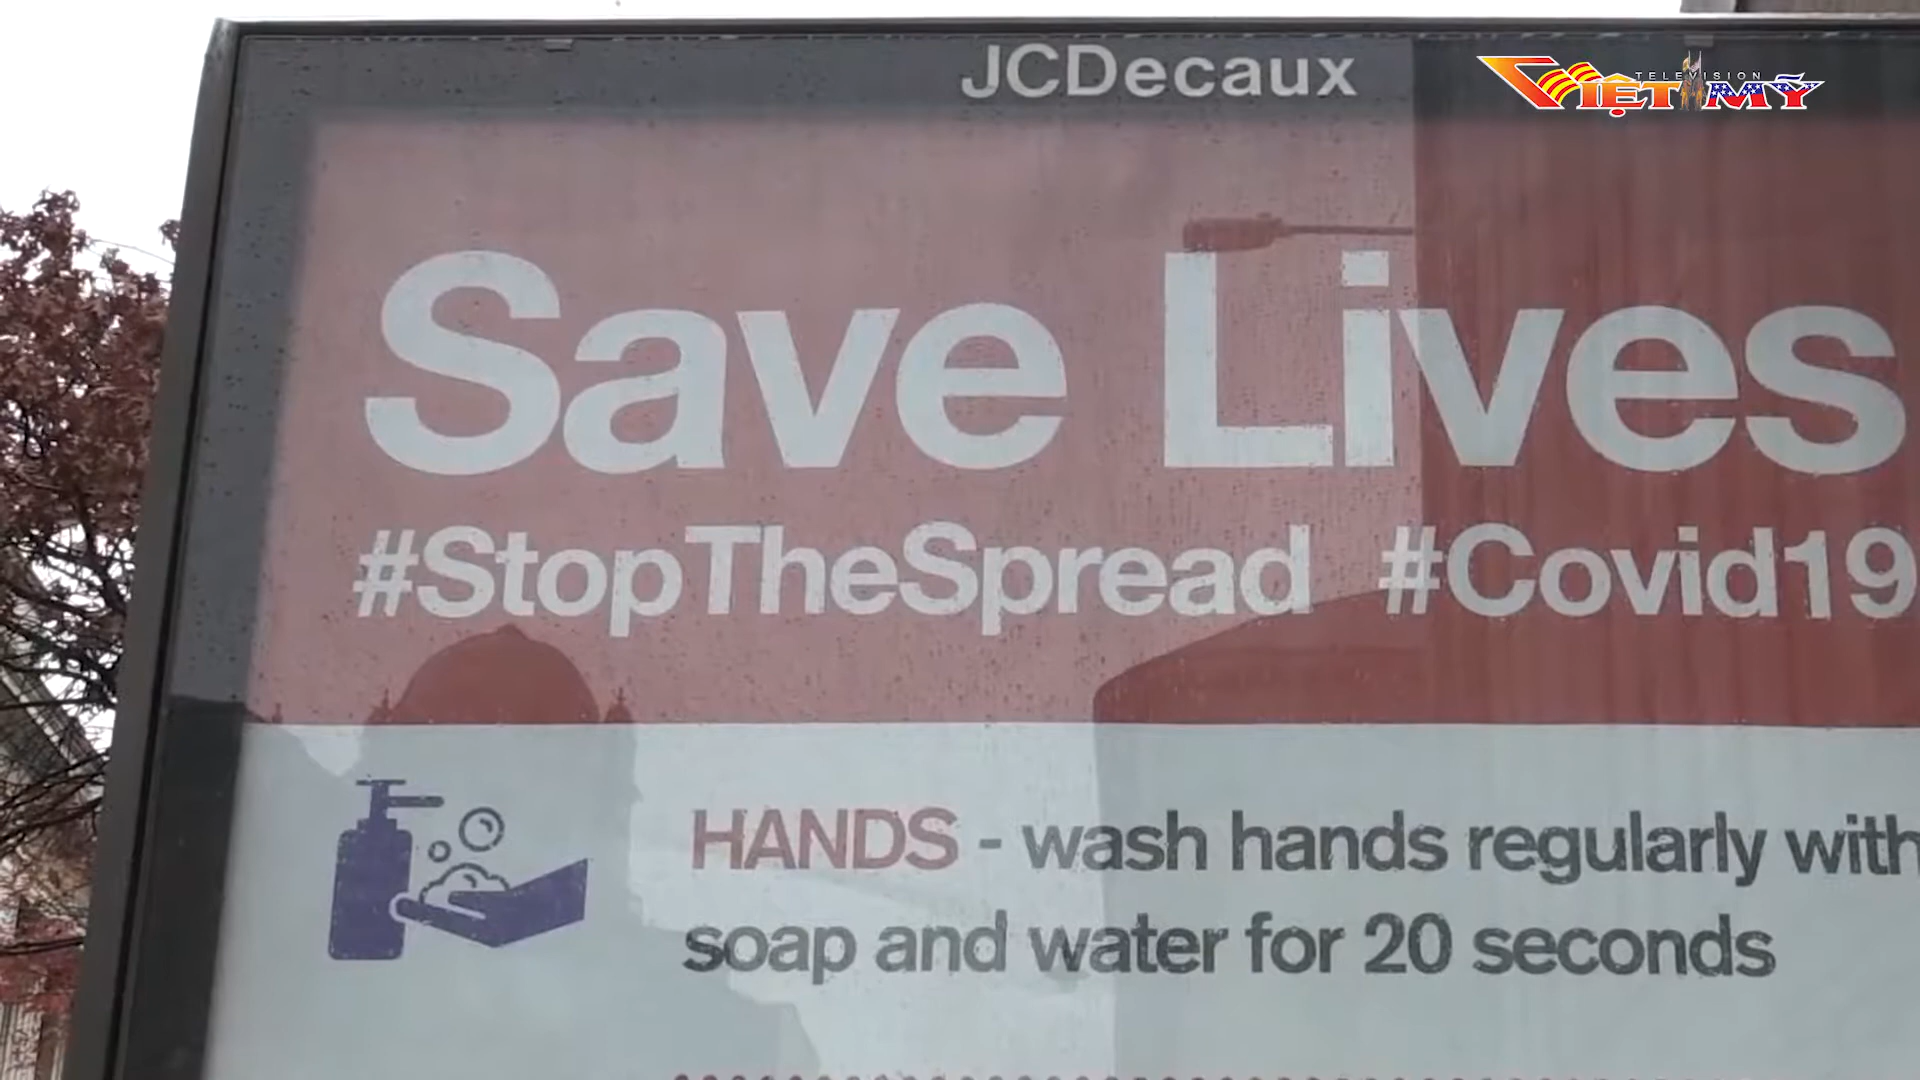 JCDecaux
TELEVISION
VIỆT MỸ
Save Lives
#StopTheSpread #Covid19
HANDS - wash hands regularly with
soap and water for 20 seconds